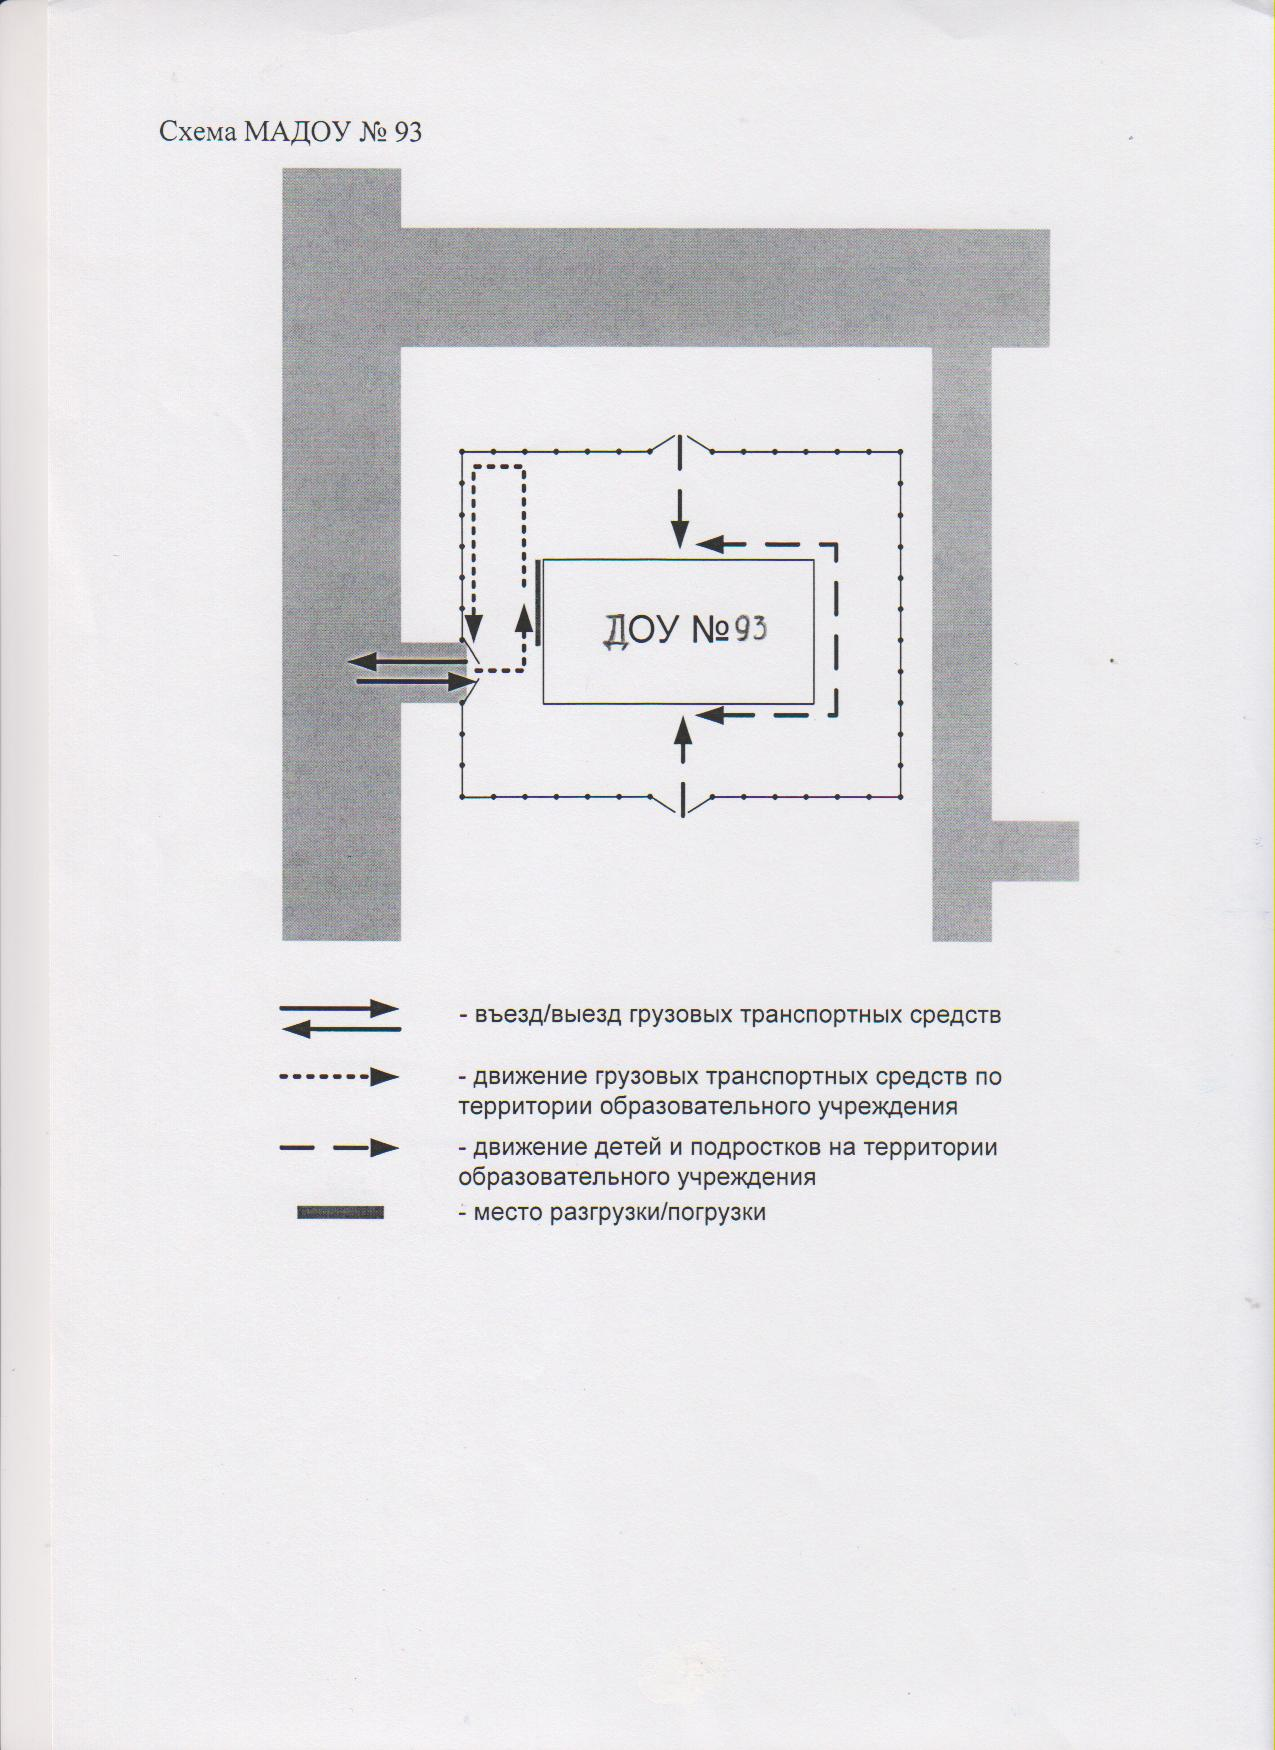 Схема МАДОУ № 93
ДОУ №93
- въезд/выезд грузовых транспортных средств
- движение грузовых транспортных средств по
территории образовательного учреждения
- движение детей и подростков на территории
образовательного учреждения
- место разгрузки/погрузки